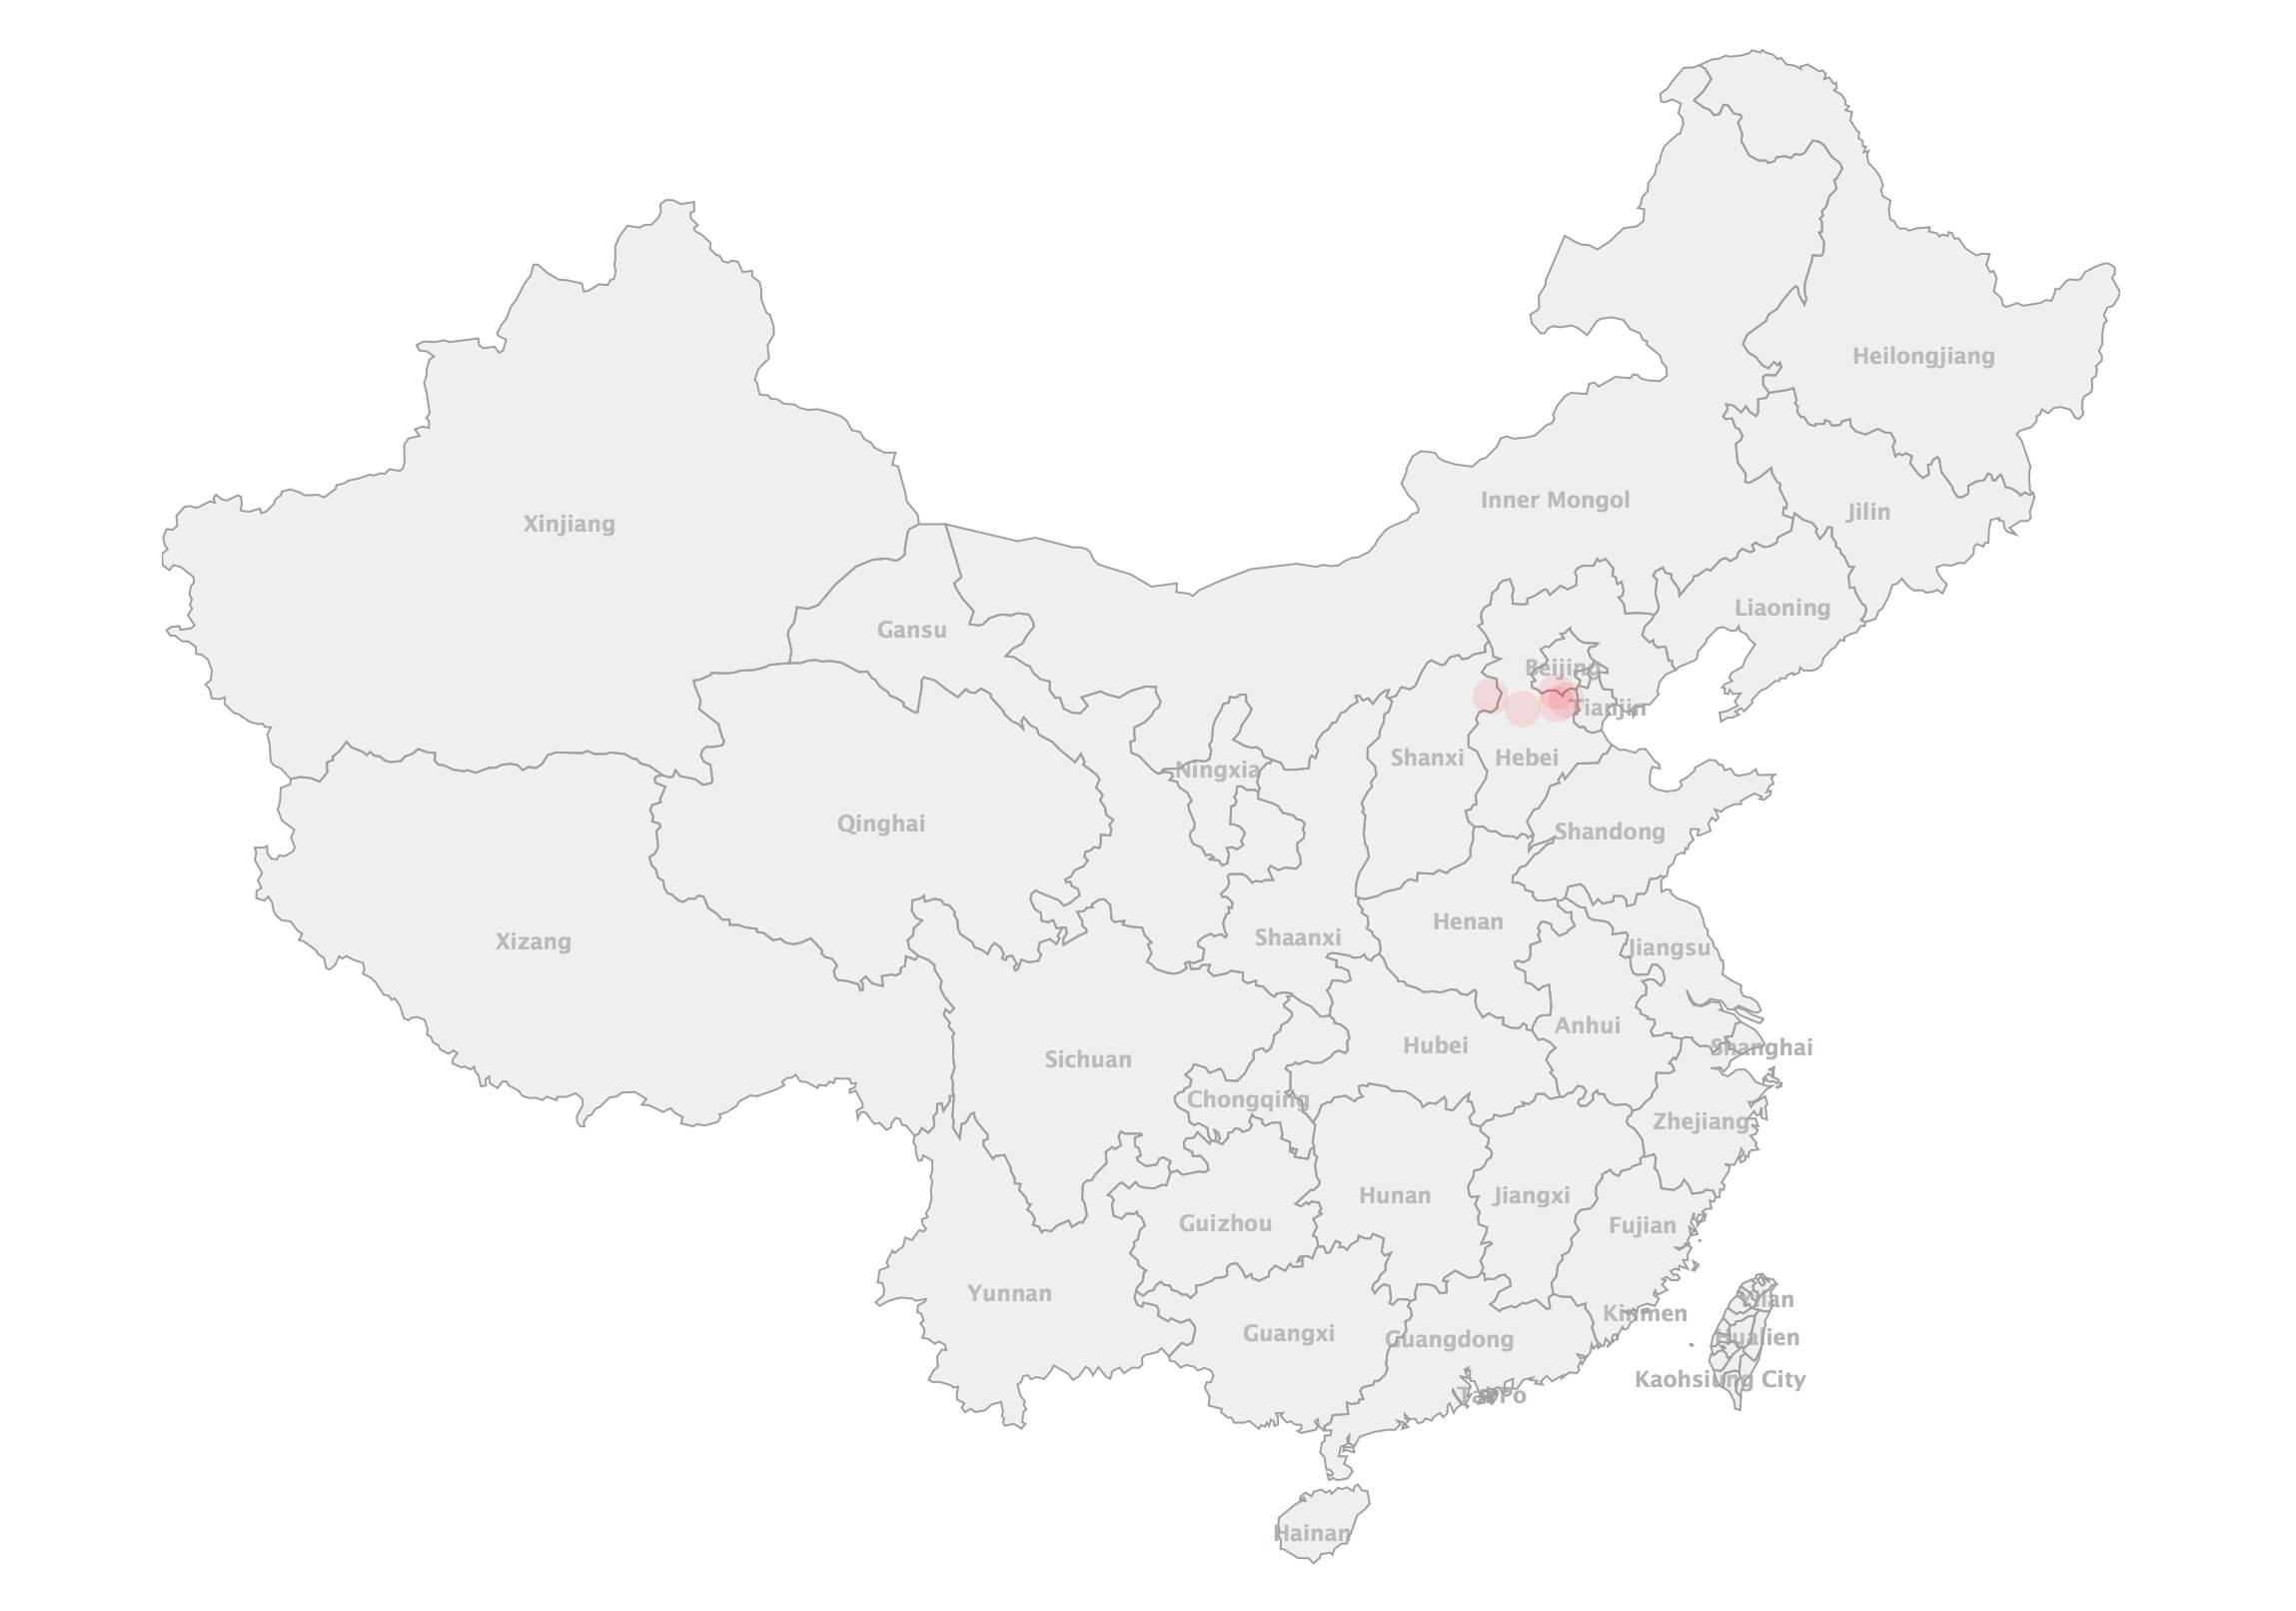 Heilongjiang
Inner Mongol
Jilin
Xinjiang
Liaoning
Gansu
Beijing
Tianjin
Shanxi
Hebei
Ningxia
Qinghai
Shandong
Henan
Shaanxi
Xizang
Jiangsu
Anhui
Hubei
Shanghai
Sichuan
Chongqing
Zhejiang
Hunan
Jiangxi
Guizhou
Fujian
Yunnan
Yilan
Kinmen
Guangxi
Hualien
Guangdong
Kaohsiung City
Tai Po
Hainan